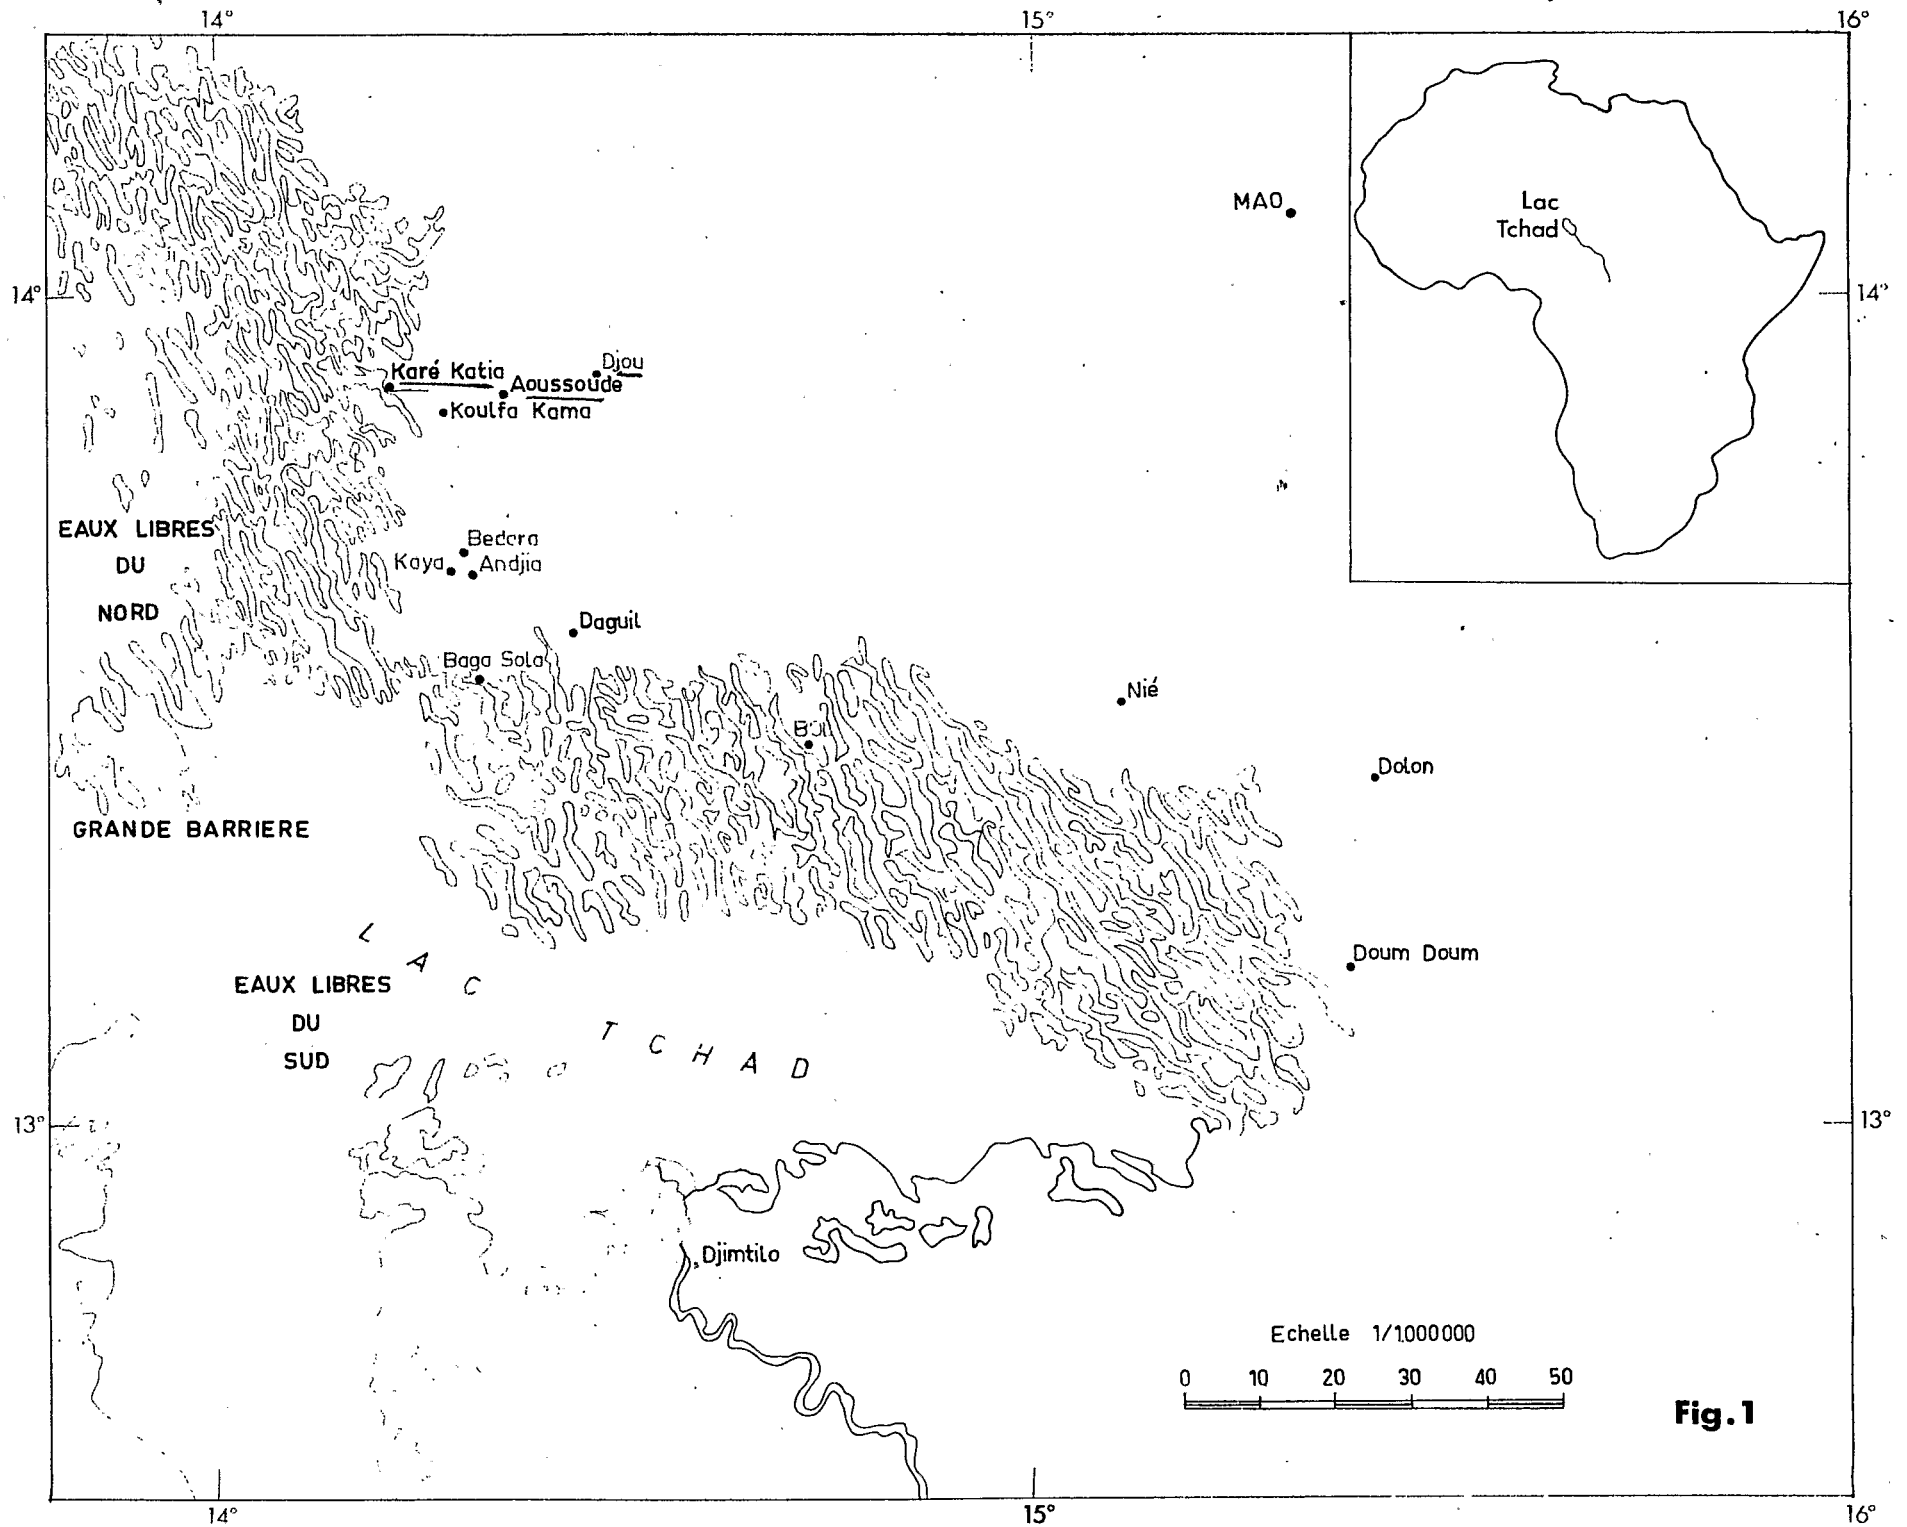 14°
15°
16°
MAO
Lac
Tchad
14°
14°
Djou
Karé Katia
Aoussoude
Koulfa Kama
EAUX LIBRES
DU
NORD
Bedara
Kaya
Andjia
Daguil
Baga Sola
Nié
Bol
Dolon
GRANDE BARRIERE
LAC TCHAD
Doum Doum
EAUX LIBRES
DU
SUD
13°
13°
Djimtilo
Echelle 1/1.000000
0 10 20 30 40 50
Fig.1
14°
15°
16°